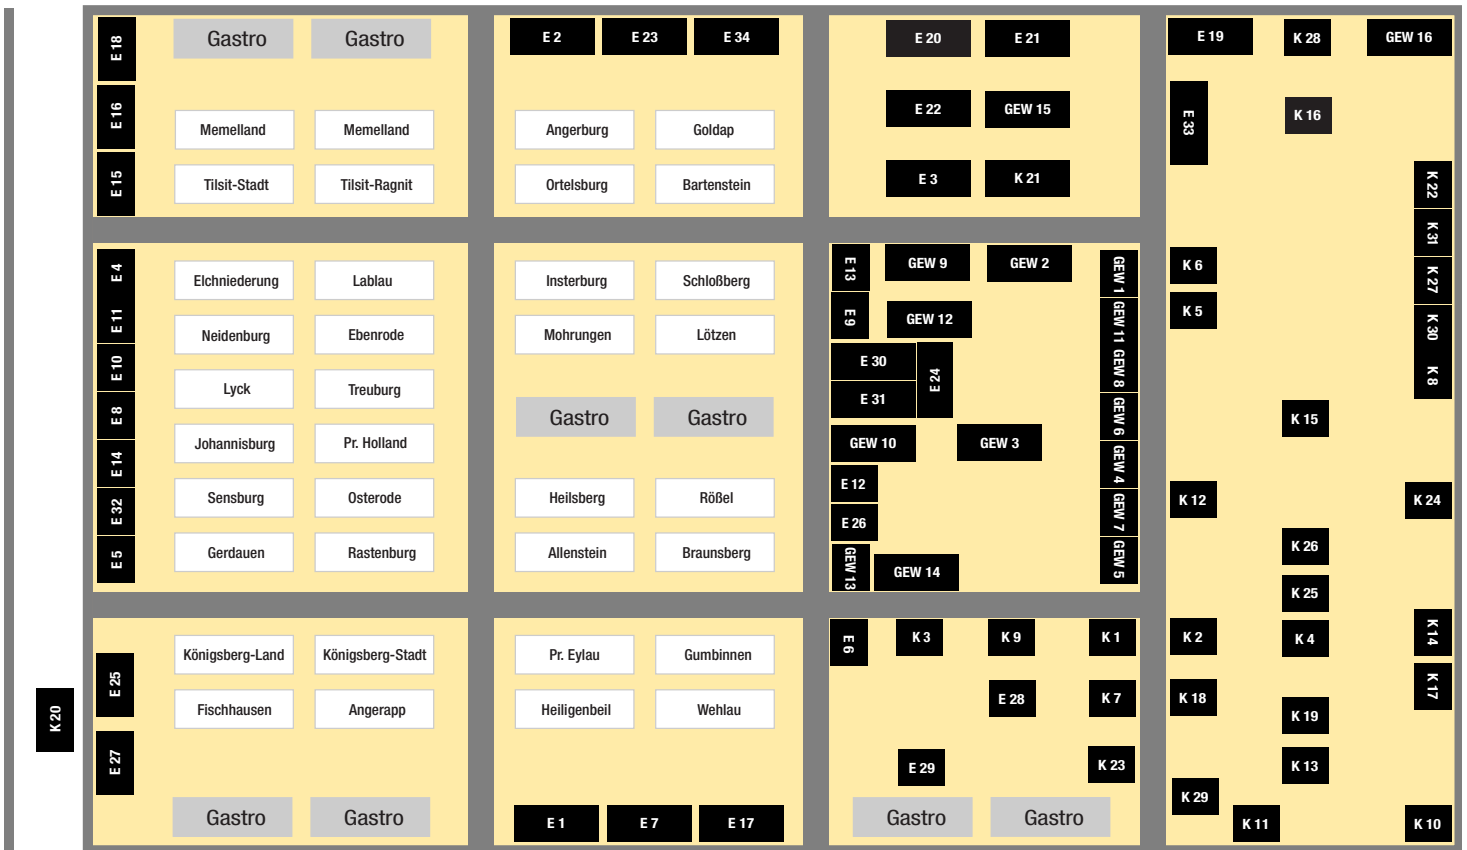 E 18
Gastro
Gastro
E 16
Memelland
Memelland
E 15
Tilsit-Stadt
Tilsit-Ragnit
E 2
E 23
E 34
Angerburg
Goldap
Ortelsburg
Bartenstein
E 20
E 21
E 22
GEW 15
E 3
K 21
E 19
K 28
GEW 16
E 33
K 16
K 22
K 31
K 6
K 27
K 5
K 30
K 8
K 15
K 12
K 24
K 26
K 25
K 2
K 4
K 14
K 18
K 17
K 19
K 13
K 29
K 11
K 10
E 4
Elchniederung
Lablau
E 11
Neidenburg
Ebenrode
E 10
Lyck
Treuburg
E 8
Johannisburg
Pr. Holland
E 14
Sensburg
Osterode
E 32
Gerdauen
Rastenburg
E 5
Insterburg
Schloßberg
Mohrungen
Lötzen
Gastro
Gastro
Heilsberg
Rößel
Allenstein
Braunsberg
E 13
GEW 9
GEW 2
GEW 1
E 9
GEW 12
GEW 11
E 30
E 24
GEW 8
E 31
GEW 6
GEW 10
GEW 3
GEW 4
E 12
E 26
GEW 7
GEW 13
GEW 14
GEW 5
K 20
Königsberg-Land
Königsberg-Stadt
E 25
Fischhausen
Angerapp
E 27
Gastro
Gastro
Pr. Eylau
Gumbinnen
Heiligenbeil
Wehlau
E 1
E 7
E 17
E 6
K 3
K 9
K 1
E 28
K 7
E 29
K 23
Gastro
Gastro